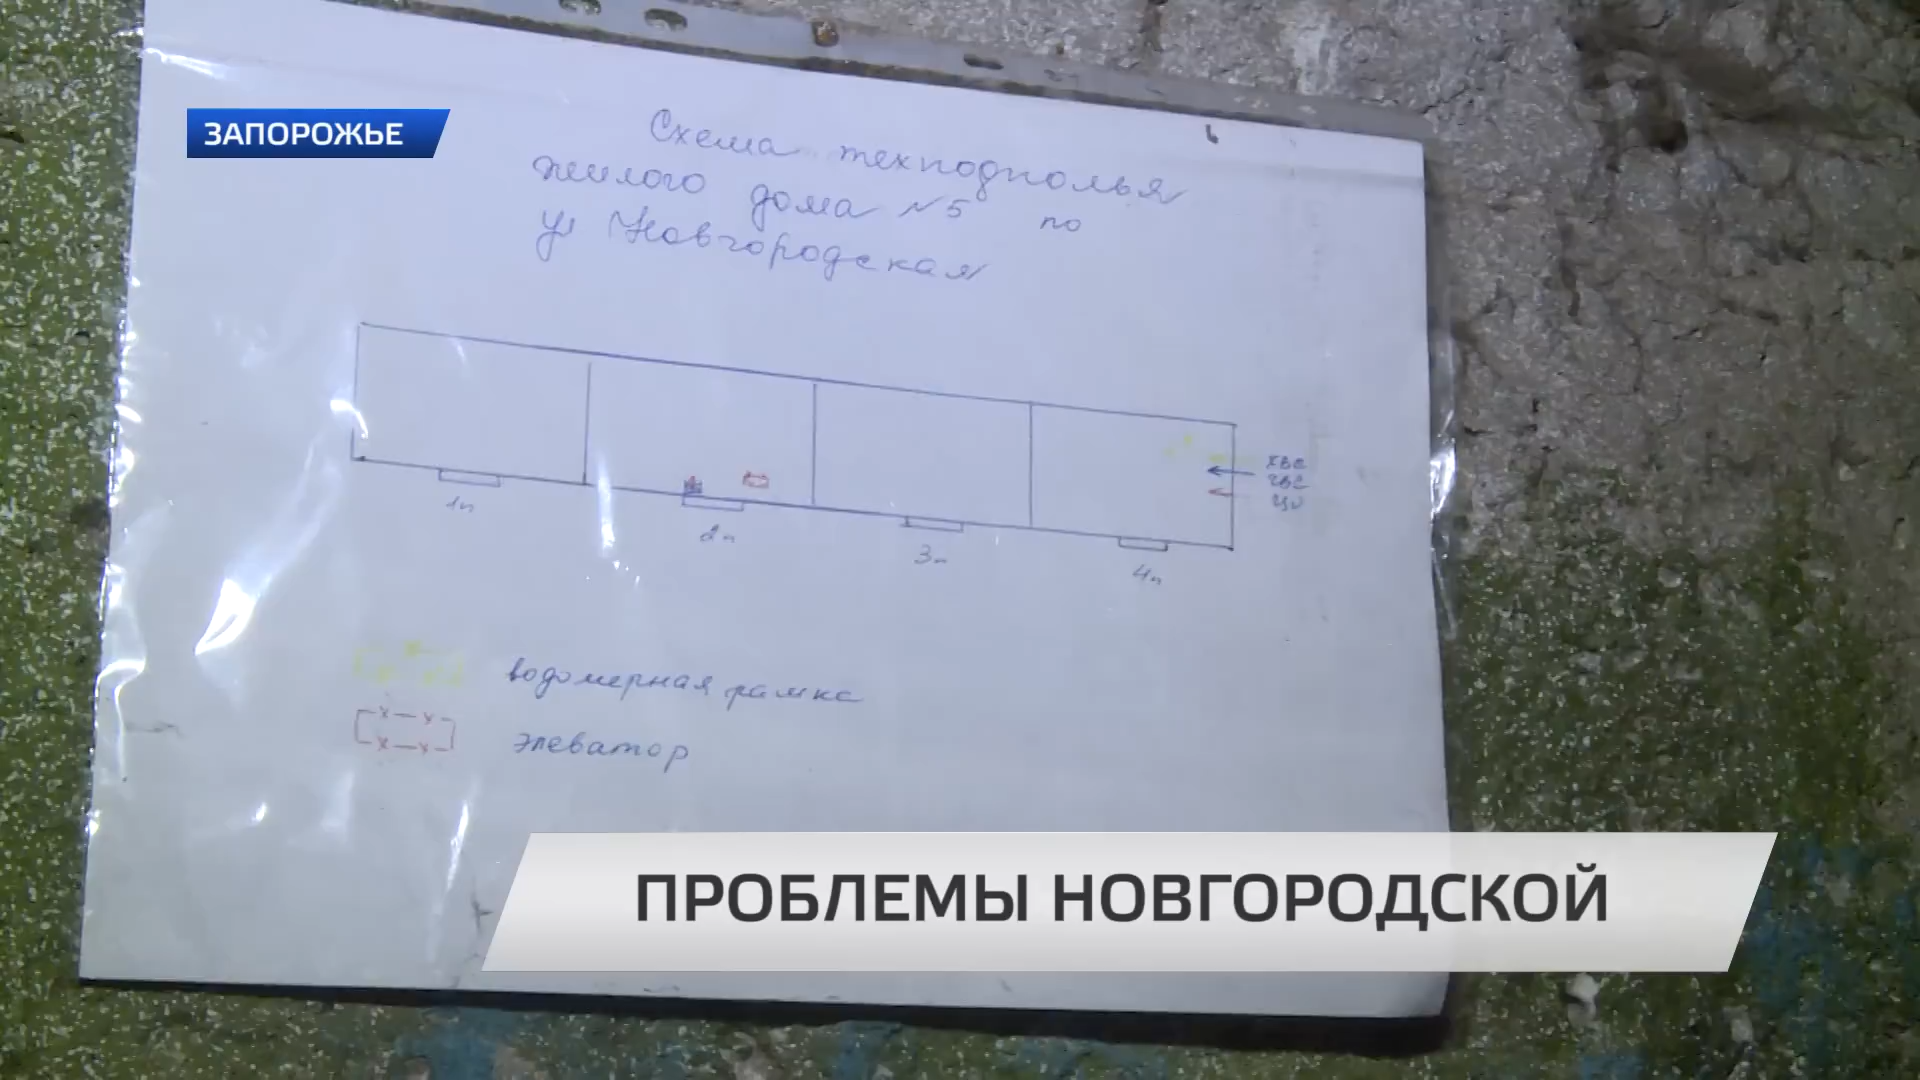 ЗАПОРОЖЬЕ
Схема техподполья
жилого дома №5 по
ул Новгородская
ХВС
ГВС
ЦО
1п
2п
3п
4п
водомерная рамка
элеватор
ПРОБЛЕМЫ НОВГОРОДСКОЙ